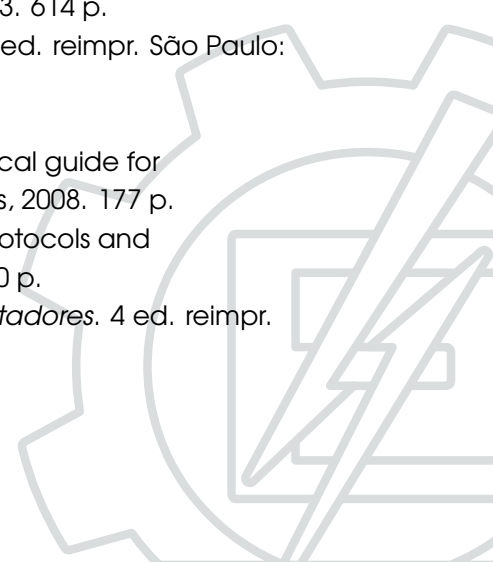 3. 614 p.
ed. reimpr. São Paulo:
cal guide for
s, 2008. 177 p.
otocols and
0 p.
tadores. 4 ed. reimpr.